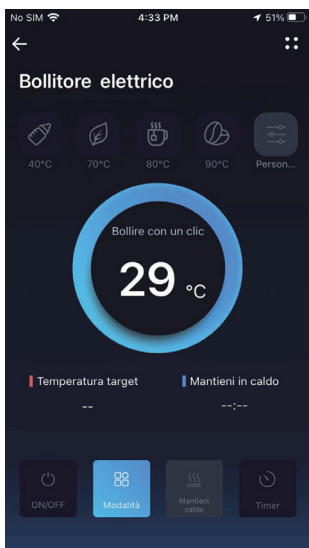 No SIM 4:33 PM 51%
Bollitore elettrico
40°C 70°C 80°C 90°C Person...
Bollire con un clic
29 °C
Temperatura target Mantieni in caldo
-- --:--
ON/OFF Modalità Mantieni caldo Timer